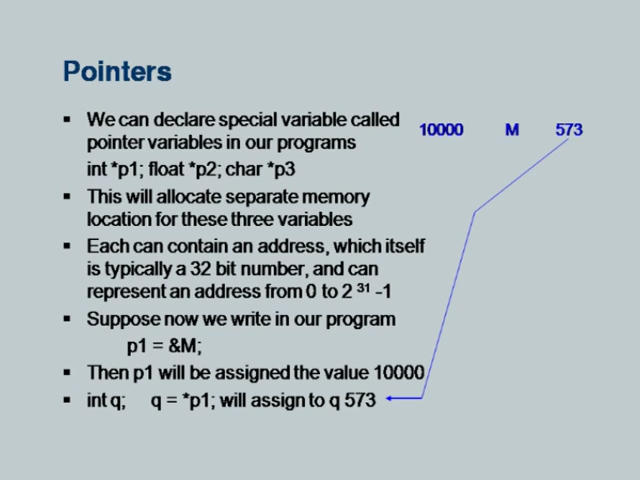 Pointers
▪ We can declare special variable called
pointer variables in our programs
10000 M 573
int *p1; float *p2; char *p3
▪ This will allocate separate memory
location for these three variables
▪ Each can contain an address, which itself
is typically a 32 bit number, and can
represent an address from 0 to 2 31 -1
▪ Suppose now we write in our program
p1 = &M;
▪ Then p1 will be assigned the value 10000
▪ int q; q = *p1; will assign to q 573